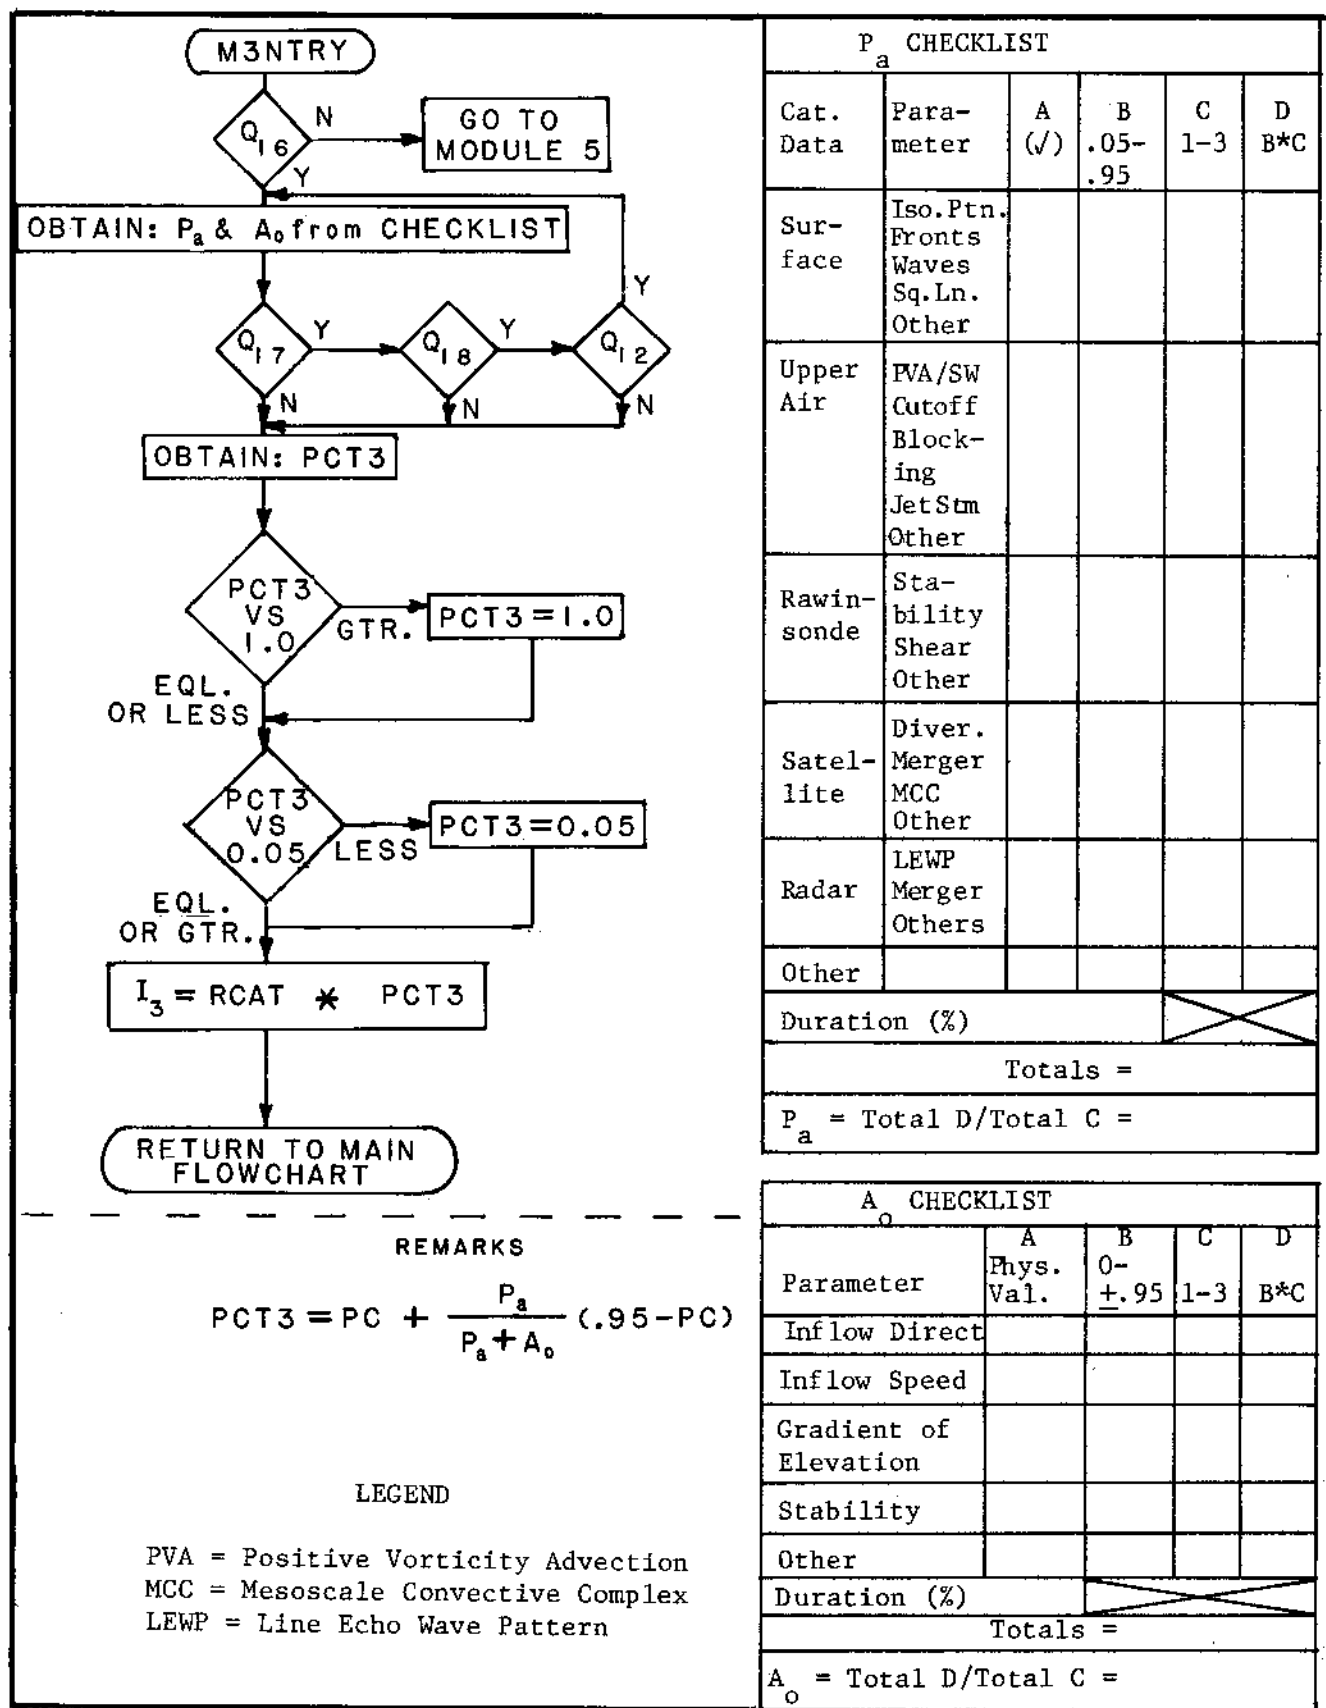 M3NTRY
Q16
N
GO TO
MODULE 5
Y
OBTAIN: Pa & Ao from CHECKLIST
Y
Q17
Y
Q18
Y
Q12
N
N
N
OBTAIN: PCT3
PCT3
VS
1.0
GTR.
PCT3=1.0
EQL.
OR LESS
PCT3
VS
0.05
LESS
PCT3=0.05
EQL.
OR GTR.
I3 = RCAT * PCT3
RETURN TO MAIN
FLOWCHART
REMARKS
PCT3 = PC + Pa / (Pa + Ao) (.95-PC)
LEGEND
PVA = Positive Vorticity Advection
MCC = Mesoscale Convective Complex
LEWP = Line Echo Wave Pattern
Pa CHECKLIST
Cat. Para- A B C D
Data meter (√) .05- 1-3 B*C
.95
Sur-
face
Iso.Ptn.
Fronts
Waves
Sq.Ln.
Other
Upper
Air
PVA/SW
Cutoff
Block-
ing
JetStm
Other
Rawin-
sonde
Sta-
bility
Shear
Other
Satel-
lite
Diver.
Merger
MCC
Other
Radar
LEWP
Merger
Others
Other
Duration (%)
Totals =
Pa = Total D/Total C =
Ao CHECKLIST
Parameter
A
Phys.
Val.
B
0-
±.95
C
1-3
D
B*C
Inflow Direct
Inflow Speed
Gradient of
Elevation
Stability
Other
Duration (%)
Totals =
Ao = Total D/Total C =